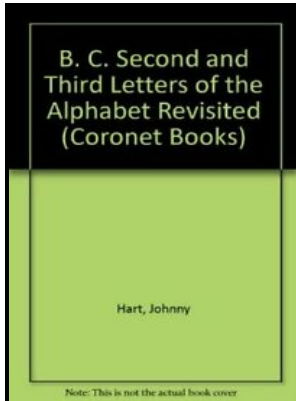 B. C. Second and
Third Letters of the
Alphabet Revisited
(Coronet Books)
Hart, Johnny
Note: This is not the actual book cover